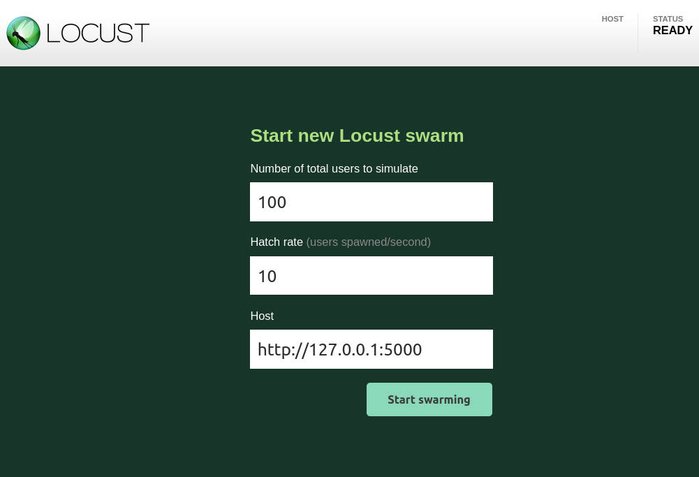 LOCUST
HOST
STATUS
READY
Start new Locust swarm
Number of total users to simulate
100
Hatch rate (users spawned/second)
10
Host
http://127.0.0.1:5000
Start swarming